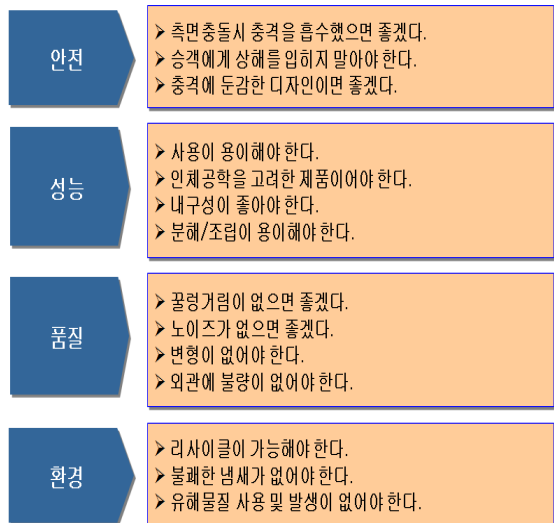 안전
➤ 측면충돌시 충격을 흡수했으면 좋겠다.
➤ 승객에게 상해를 입히지 말아야 한다.
➤ 충격에 둔감한 디자인이면 좋겠다.
성능
➤ 사용이 용이해야 한다.
➤ 인체공학을 고려한 제품이어야 한다.
➤ 내구성이 좋아야 한다.
➤ 분해/조립이 용이해야 한다.
품질
➤ 꿀렁거림이 없으면 좋겠다.
➤ 노이즈가 없으면 좋겠다.
➤ 변형이 없어야 한다.
➤ 외관에 불량이 없어야 한다.
환경
➤ 리사이클이 가능해야 한다.
➤ 불쾌한 냄새가 없어야 한다.
➤ 유해물질 사용 및 발생이 없어야 한다.